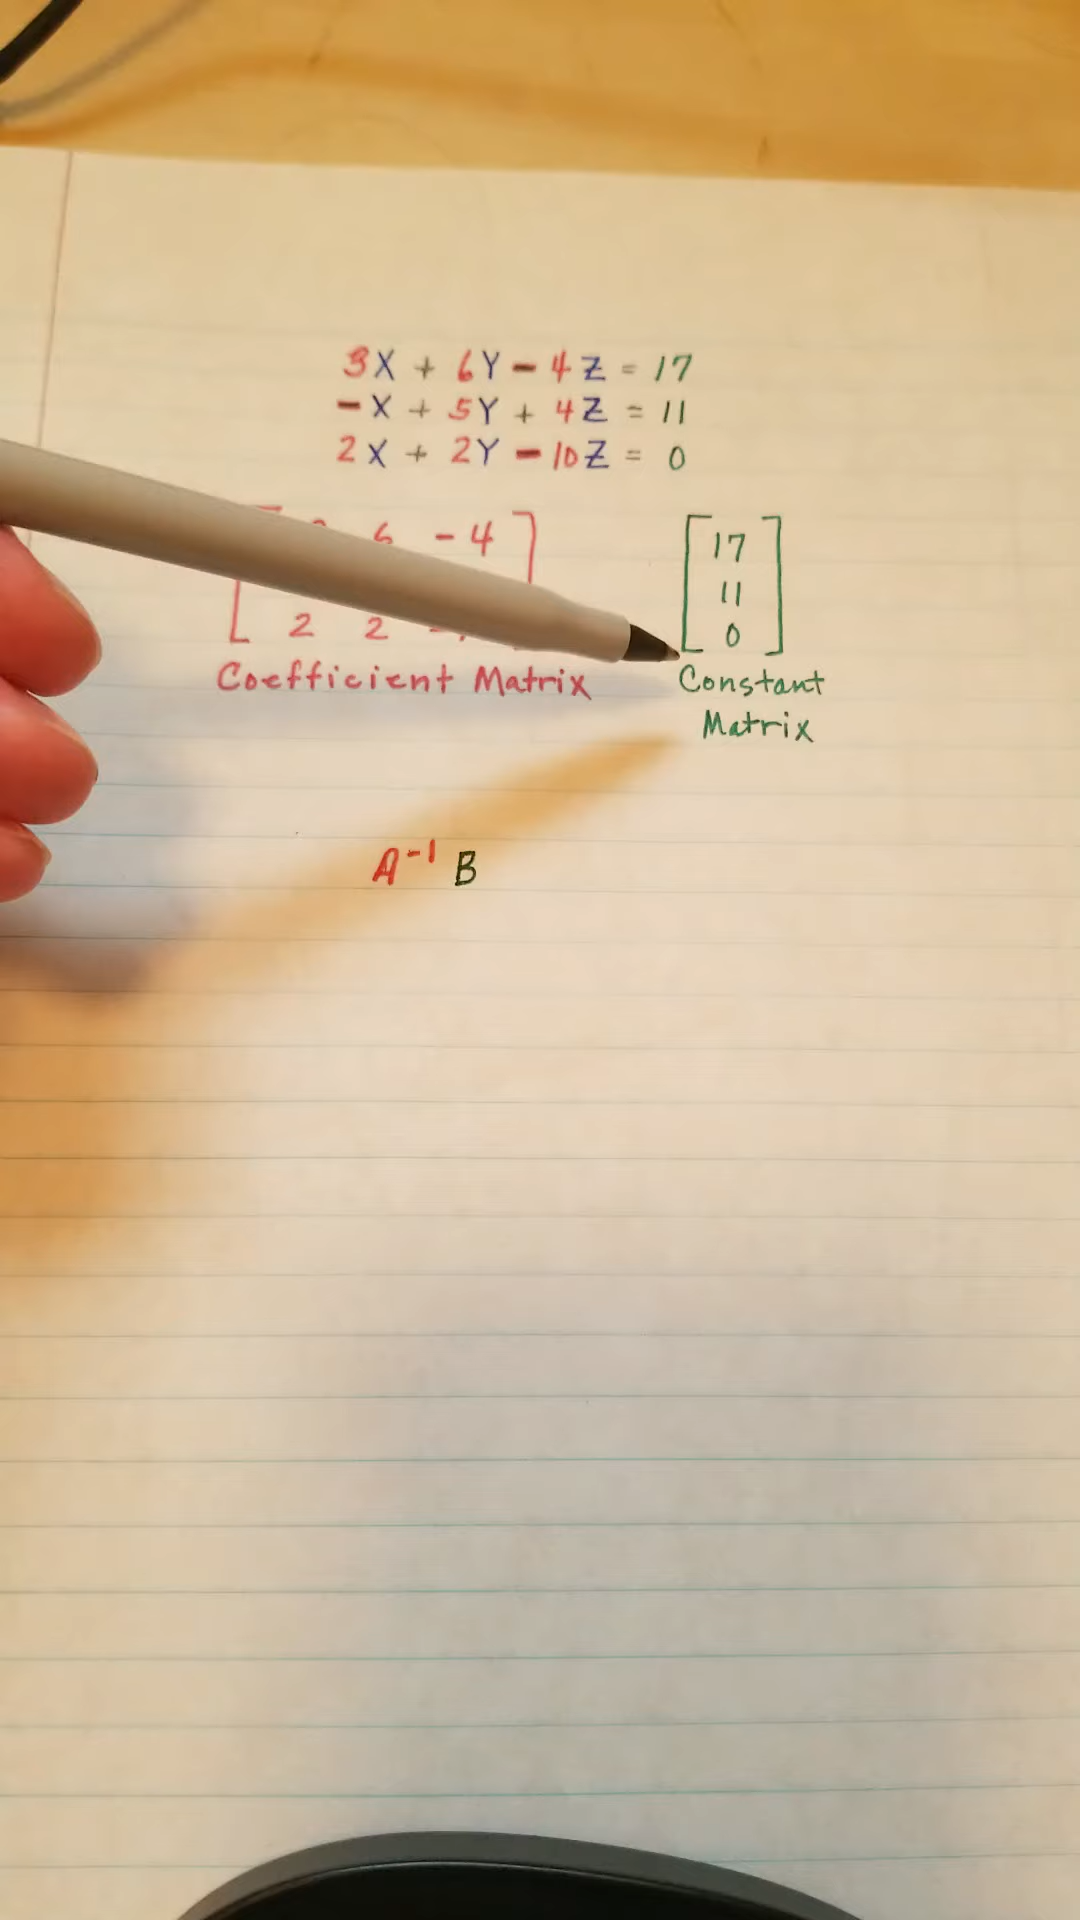 3X + 6Y - 4Z = 17
-X + 5Y + 4Z = 11
2X + 2Y - 10Z = 0
6 -4
2 2
17
11
0
Coefficient Matrix
Constant
Matrix
A⁻¹ B